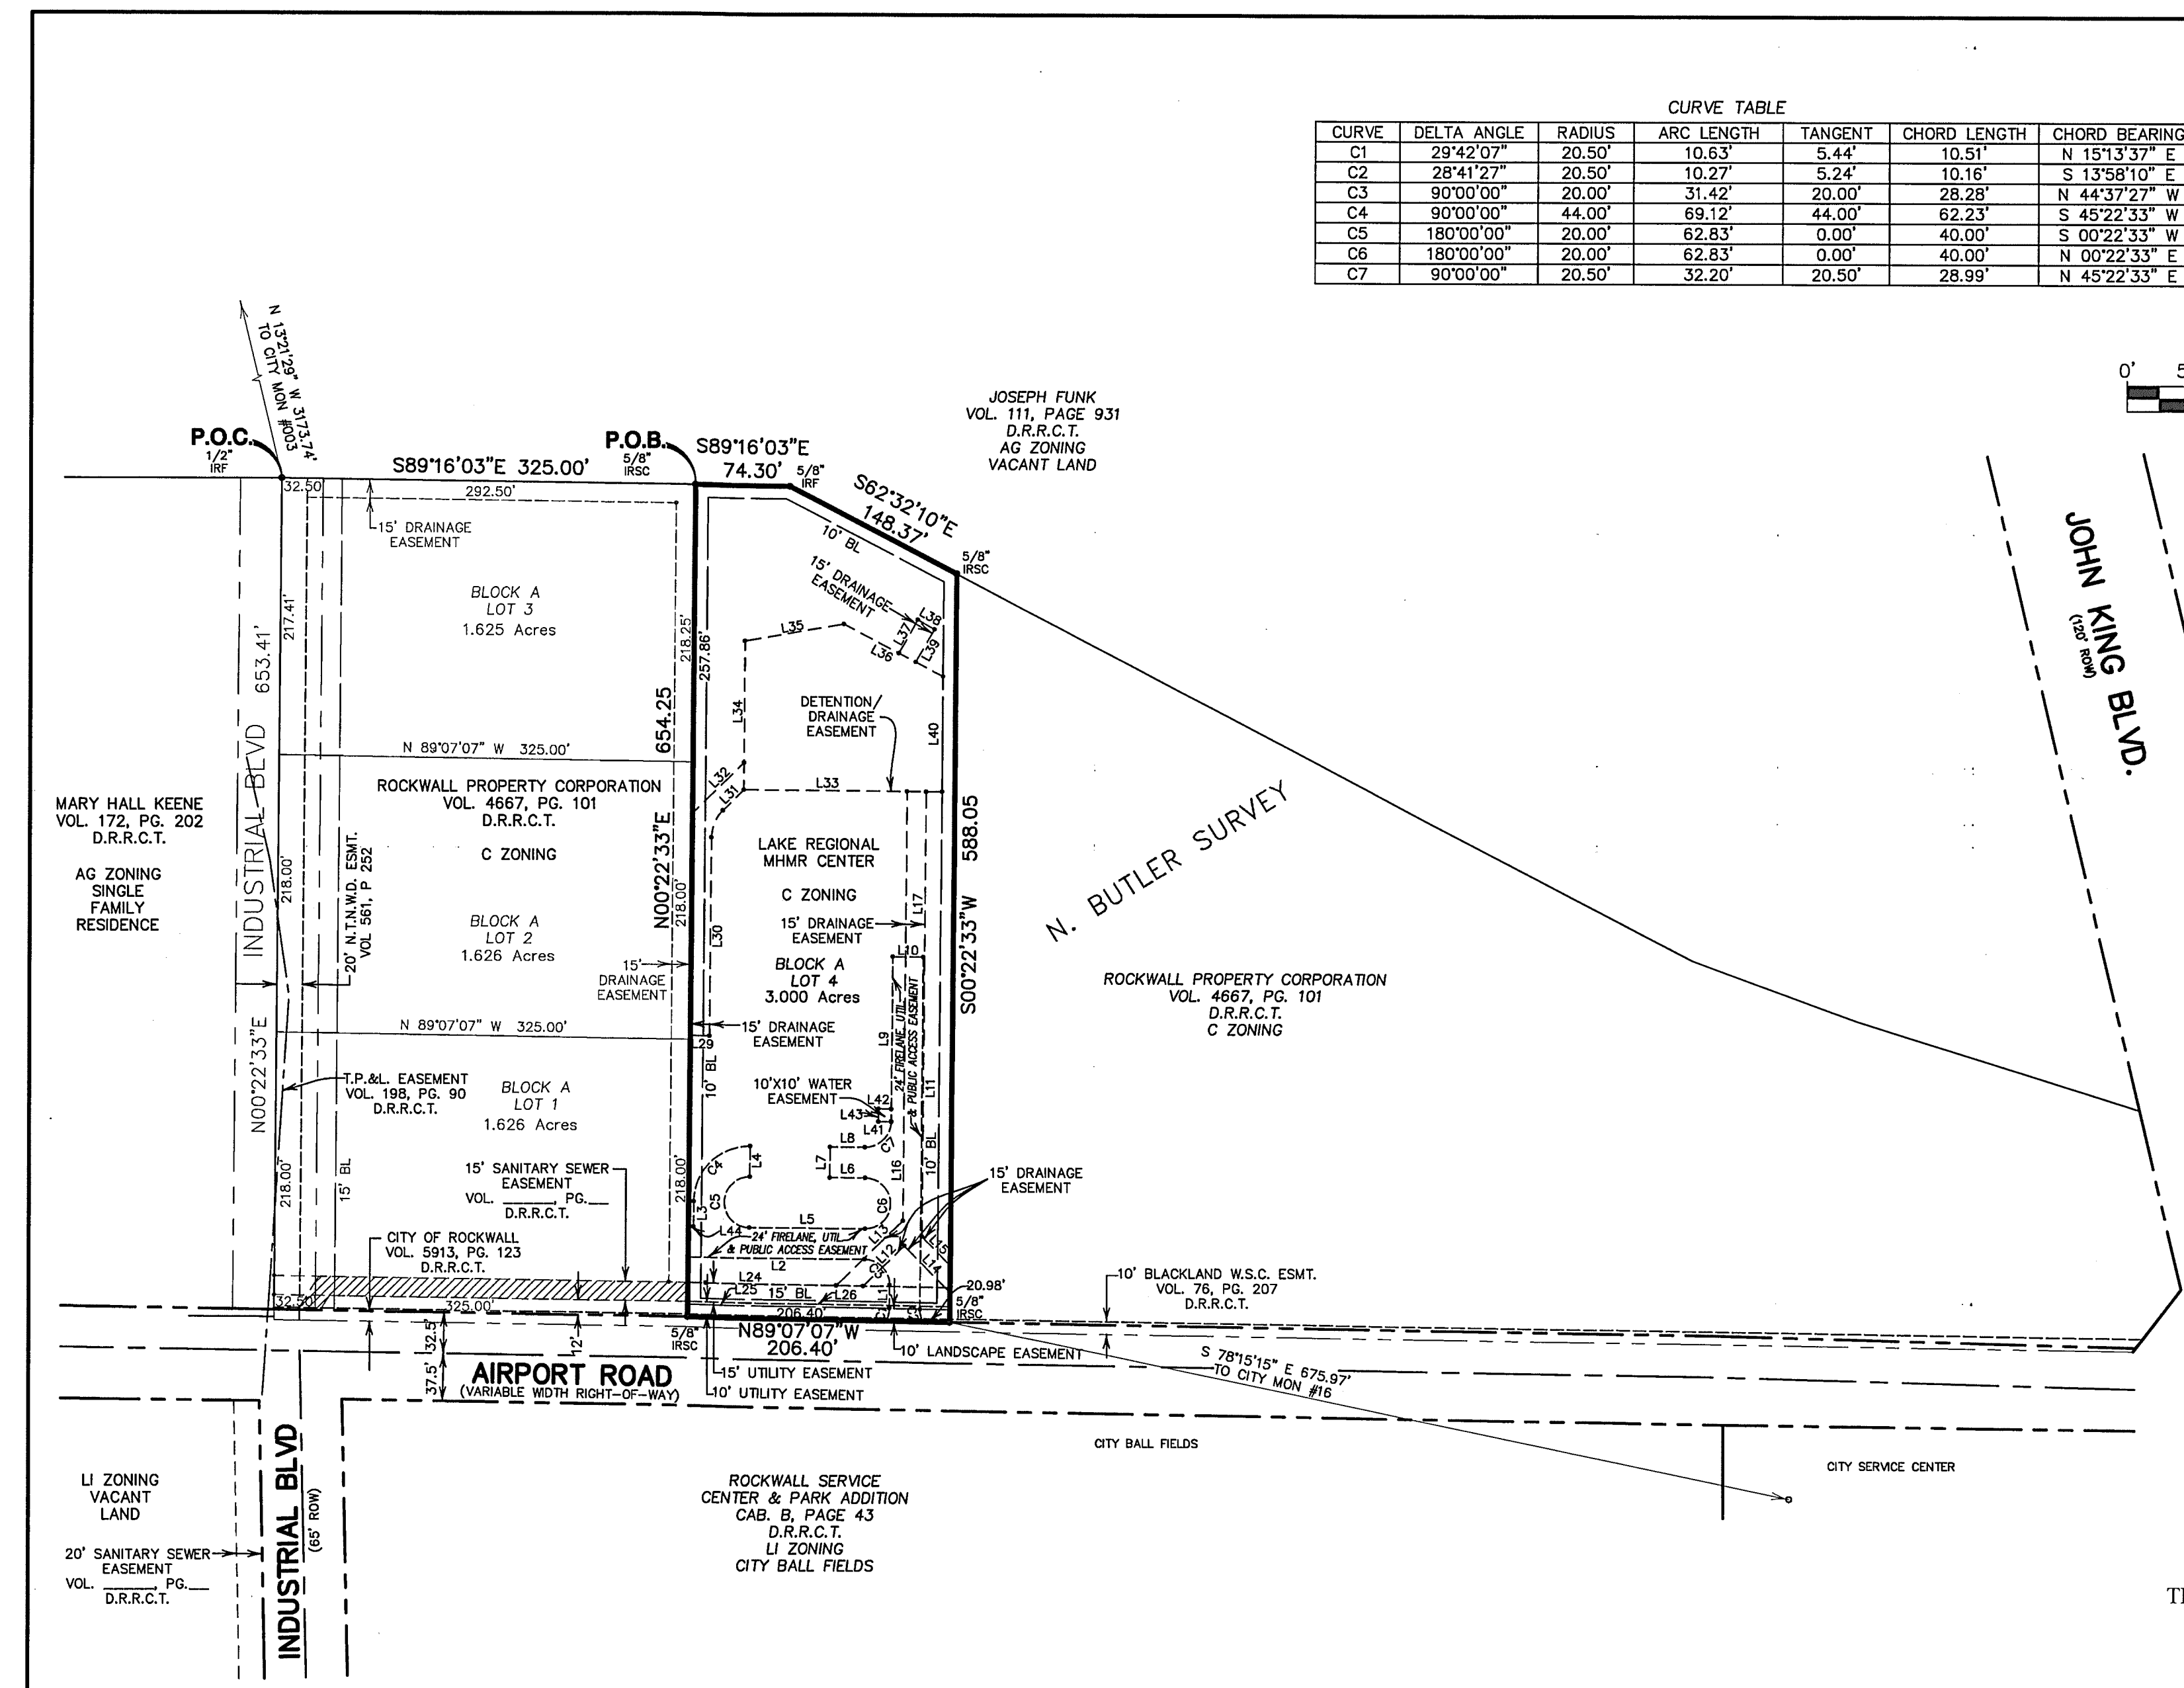 CURVE TABLE
CURVE DELTA ANGLE RADIUS ARC LENGTH TANGENT CHORD LENGTH CHORD BEARING
C1 29°42'07" 20.50' 10.63' 5.44' 10.51' N 15°13'37" E
C2 28°41'27" 20.50' 10.27' 5.24' 10.16' S 13°58'10" E
C3 90°00'00" 20.00' 31.42' 20.00' 28.28' N 44°37'27" W
C4 90°00'00" 44.00' 69.12' 44.00' 62.23' S 45°22'33" W
C5 180°00'00" 20.00' 62.83' 0.00' 40.00' S 00°22'33" W
C6 180°00'00" 20.00' 62.83' 0.00' 40.00' N 00°22'33" E
C7 90°00'00" 20.50' 32.20' 20.50' 28.99' N 45°22'33" E
0' 5
N 13°21'29" W 3173.74'
TO CITY MON #003
JOSEPH FUNK
VOL. 111, PAGE 931
D.R.R.C.T.
AG ZONING
VACANT LAND
P.O.C.
1/2"
IRF
S89°16'03"E 325.00'
P.O.B.
5/8"
IRSC
S89°16'03"E
74.30'
5/8"
IRF
S62°32'10"E
148.37'
10' BL
5/8"
IRSC
32.50'
292.50'
15' DRAINAGE
EASEMENT
15' DRAINAGE
EASEMENT
L38
L37
L39
L35
L36
BLOCK A
LOT 3
1.625 Acres
217.41'
653.41'
218.25'
257.86'
654.25
L34
DETENTION/
DRAINAGE
EASEMENT
L40
JOHN KING BLVD.
(120' ROW)
N 89°07'07" W 325.00'
L32
L31
L33
MARY HALL KEENE
VOL. 172, PG. 202
D.R.R.C.T.
AG ZONING
SINGLE
FAMILY
RESIDENCE
INDUSTRIAL BLVD
N00°22'33"E
218.00'
20' N.T.N.W.D. ESMT.
VOL 561, P 252
ROCKWALL PROPERTY CORPORATION
VOL. 4667, PG. 101
D.R.R.C.T.
C ZONING
BLOCK A
LOT 2
1.626 Acres
N00°22'33"E
218.00'
L30
15'
DRAINAGE
EASEMENT
LAKE REGIONAL
MHMR CENTER
C ZONING
15' DRAINAGE
EASEMENT
L17
L10
BLOCK A
LOT 4
3.000 Acres
588.05
S00°22'33"W
N. BUTLER SURVEY
ROCKWALL PROPERTY CORPORATION
VOL. 4667, PG. 101
D.R.R.C.T.
C ZONING
N 89°07'07" W 325.00'
15' DRAINAGE
EASEMENT
L29
10' BL
L9
24' FIRELANE, UTIL
& PUBLIC ACCESS EASEMENT
L11
T.P.&L. EASEMENT
VOL. 198, PG. 90
D.R.R.C.T.
BLOCK A
LOT 1
1.626 Acres
10'X10' WATER
EASEMENT
L42
L43
L41
C7
L8
L7
L6
L4
C4
C5
L3
C6
L16
10' BL
15' DRAINAGE
EASEMENT
218.00'
15' BL
218.00'
15' SANITARY SEWER
EASEMENT
VOL. ______, PG.__
D.R.R.C.T.
CITY OF ROCKWALL
VOL. 5913, PG. 123
D.R.R.C.T.
L5
L44
24' FIRELANE, UTIL
& PUBLIC ACCESS EASEMENT
L2
L13
L12
L15
L14
C3
L1
L24
L25
15' BL
L26
20.98'
5/8"
IRSC
32.50'
325.00'
206.40'
10' BLACKLAND W.S.C. ESMT.
VOL. 76, PG. 207
D.R.R.C.T.
5/8"
IRSC
N89°07'07"W
206.40'
10' LANDSCAPE EASEMENT
32.5'
12'
37.5'
AIRPORT ROAD
(VARIABLE WIDTH RIGHT-OF-WAY)
15' UTILITY EASEMENT
10' UTILITY EASEMENT
S 78°15'15" E 675.97'
TO CITY MON #16
CITY BALL FIELDS
CITY SERVICE CENTER
LI ZONING
VACANT
LAND
INDUSTRIAL BLVD
(65' ROW)
20' SANITARY SEWER
EASEMENT
VOL. ______, PG.__
D.R.R.C.T.
ROCKWALL SERVICE
CENTER & PARK ADDITION
CAB. B, PAGE 43
D.R.R.C.T.
LI ZONING
CITY BALL FIELDS